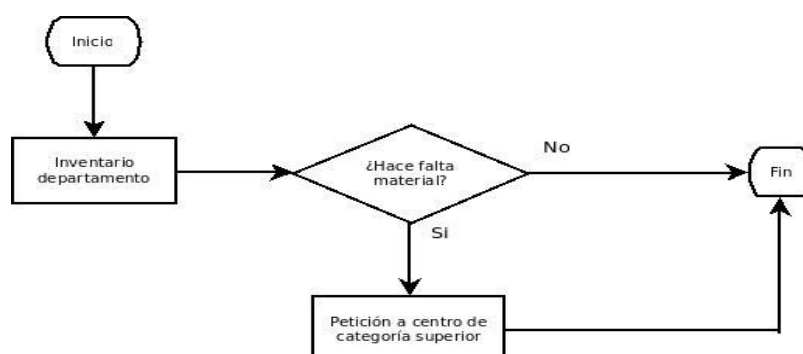 Inicio
Inventario
departamento
¿Hace falta
material?
No
Fin
Si
Petición a centro de
categoría superior